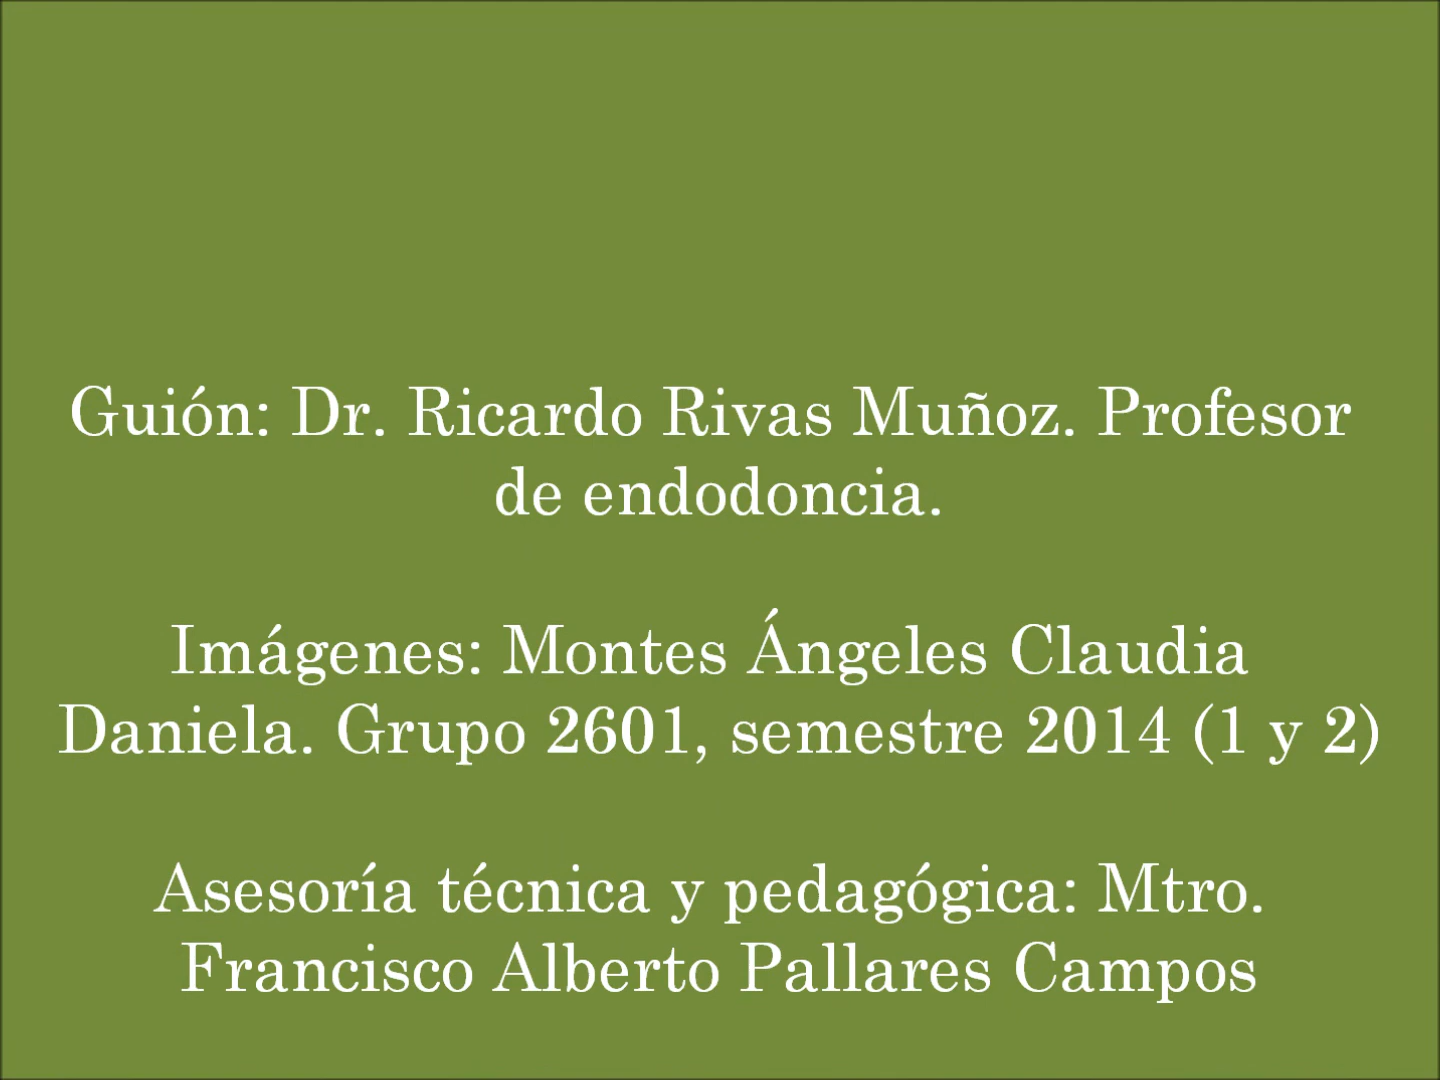 Guión: Dr. Ricardo Rivas Muñoz. Profesor
de endodoncia.
Imágenes: Montes Ángeles Claudia
Daniela. Grupo 2601, semestre 2014 (1 y 2)
Asesoría técnica y pedagógica: Mtro.
Francisco Alberto Pallares Campos